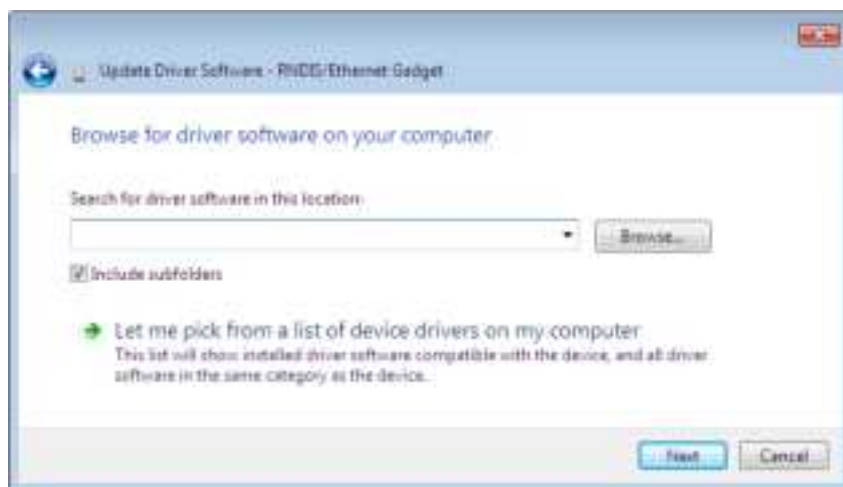 Update Driver Software - RNDIS/Ethernet Gadget
Browse for driver software on your computer
Search for driver software in this location:
Browse...
Include subfolders
Let me pick from a list of device drivers on my computer
This list will show installed driver software compatible with the device, and all driver
software in the same category as the device.
Next
Cancel